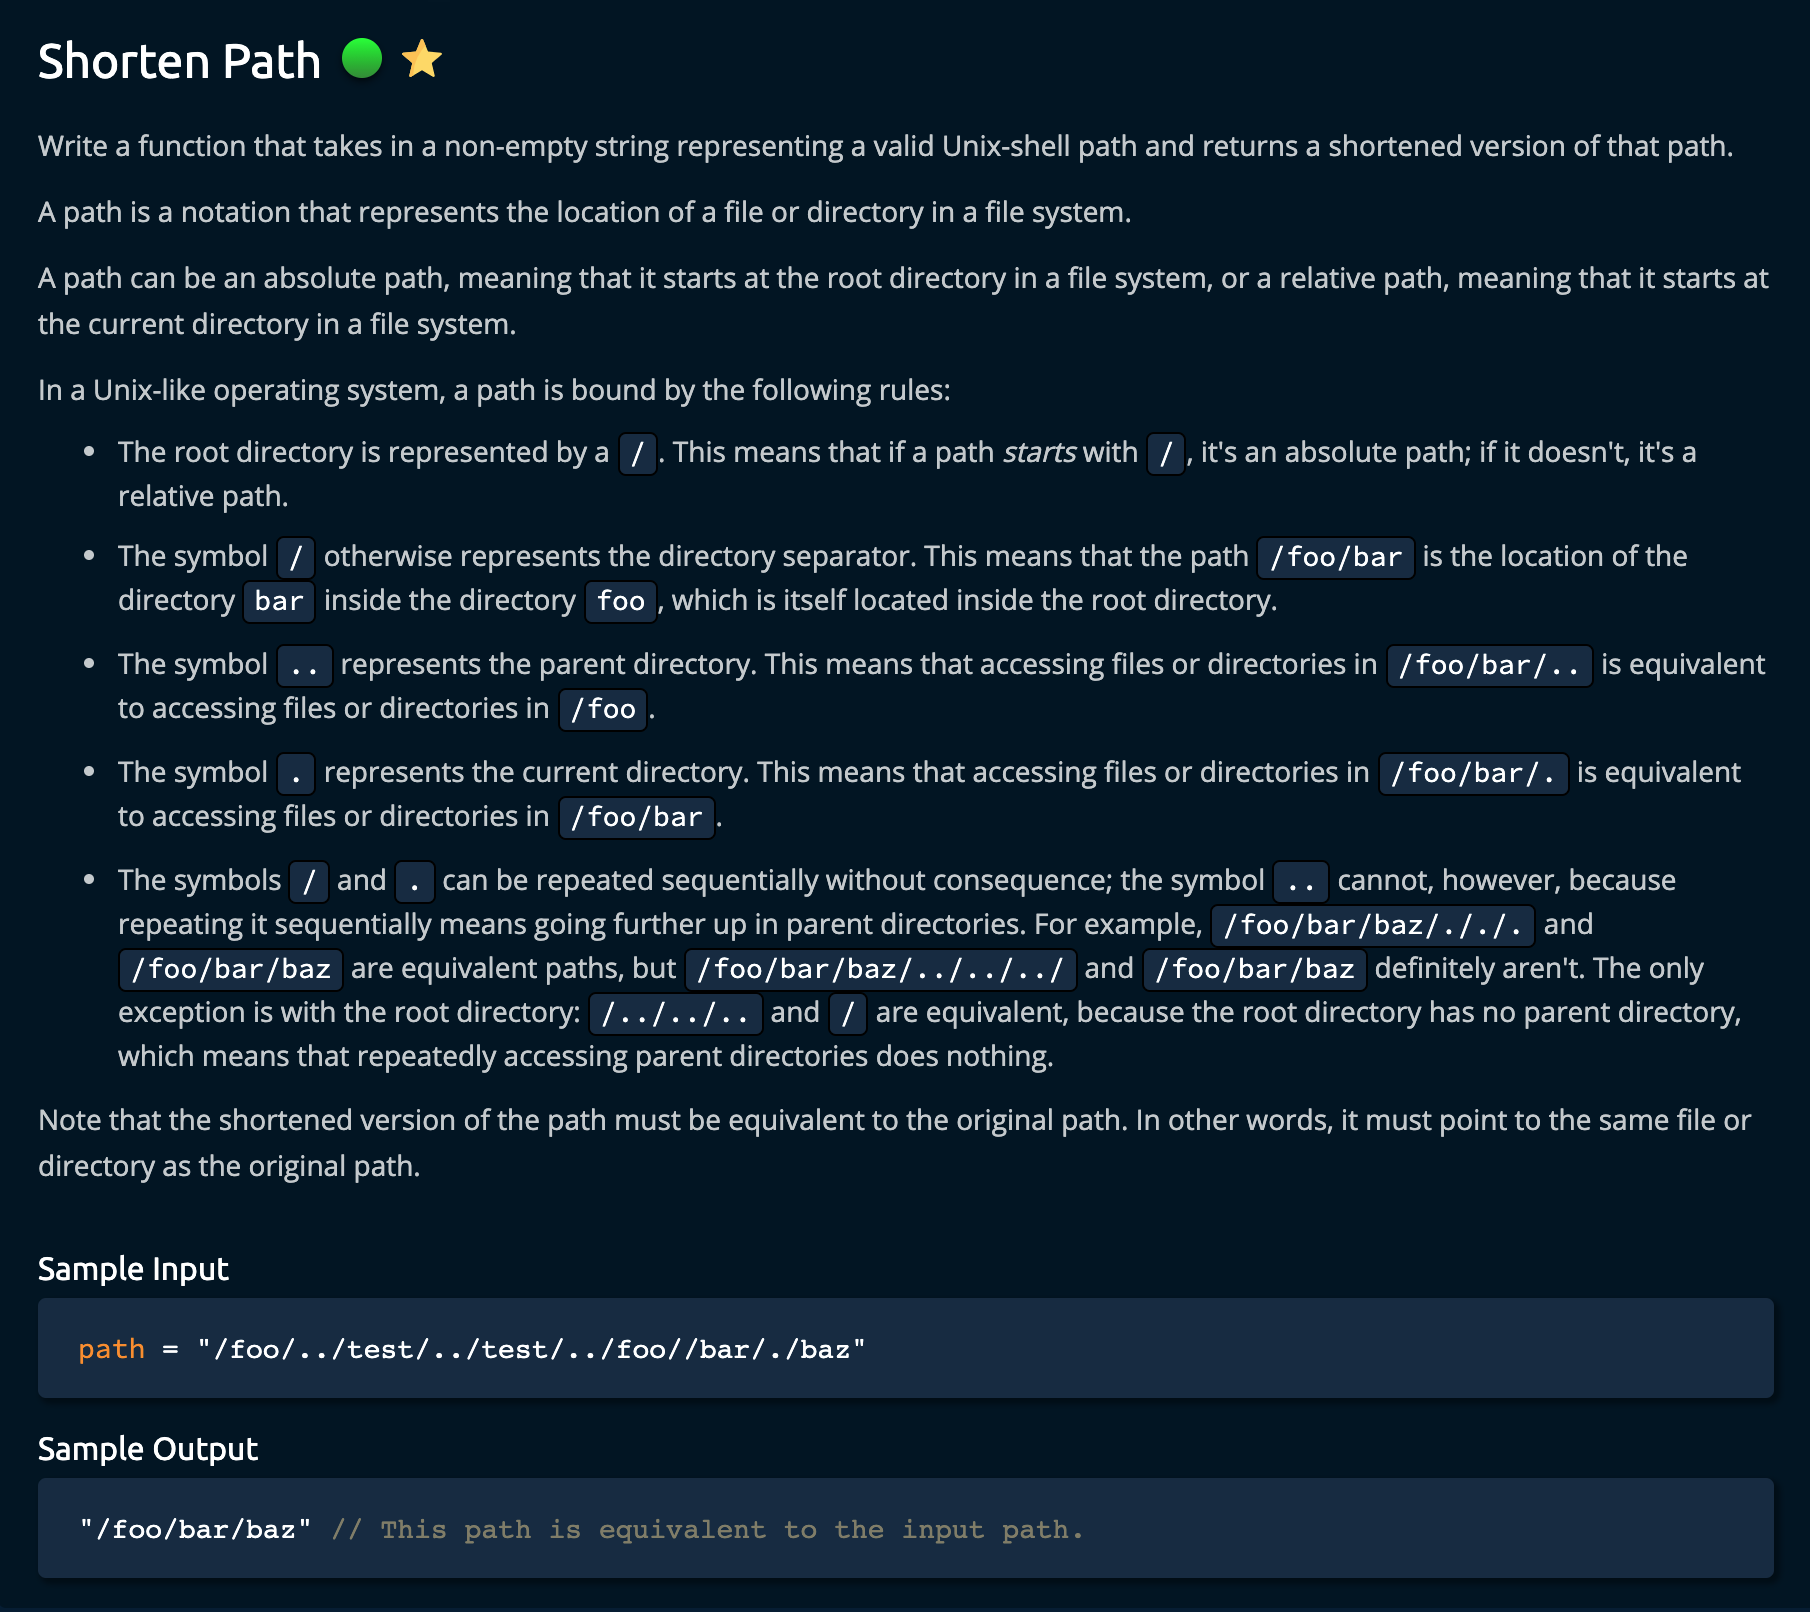 Shorten Path
Write a function that takes in a non-empty string representing a valid Unix-shell path and returns a shortened version of that path.
A path is a notation that represents the location of a file or directory in a file system.
A path can be an absolute path, meaning that it starts at the root directory in a file system, or a relative path, meaning that it starts at
the current directory in a file system.
In a Unix-like operating system, a path is bound by the following rules:
• The root directory is represented by a / . This means that if a path starts with / , it's an absolute path; if it doesn't, it's a
relative path.
• The symbol / otherwise represents the directory separator. This means that the path /foo/bar is the location of the
directory bar inside the directory foo , which is itself located inside the root directory.
• The symbol .. represents the parent directory. This means that accessing files or directories in /foo/bar/.. is equivalent
to accessing files or directories in /foo .
• The symbol . represents the current directory. This means that accessing files or directories in /foo/bar/. is equivalent
to accessing files or directories in /foo/bar .
• The symbols / and . can be repeated sequentially without consequence; the symbol .. cannot, however, because
repeating it sequentially means going further up in parent directories. For example, /foo/bar/baz/././. and
/foo/bar/baz are equivalent paths, but /foo/bar/baz/../../../ and /foo/bar/baz definitely aren't. The only
exception is with the root directory: /../../.. and / are equivalent, because the root directory has no parent directory,
which means that repeatedly accessing parent directories does nothing.
Note that the shortened version of the path must be equivalent to the original path. In other words, it must point to the same file or
directory as the original path.
Sample Input
path = "/foo/../test/../test/../foo//bar/./baz"
Sample Output
"/foo/bar/baz" // This path is equivalent to the input path.